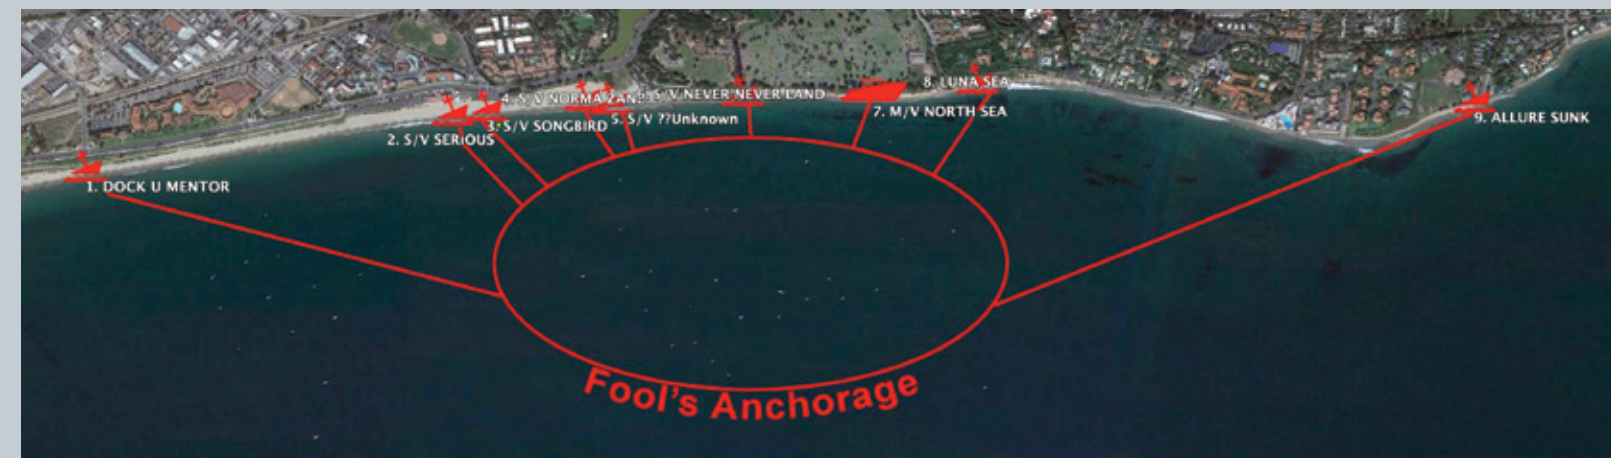 1. DOCK U MENTOR
2. S/V SERIOUS
3. S/V SONGBIRD
4. S/V NORMA
5. S/V ??Unknown
6. S/V NEVER NEVER LAND
7. M/V NORTH SEA
8. LUNA SEA
9. ALLURE SUNK
Fool's Anchorage